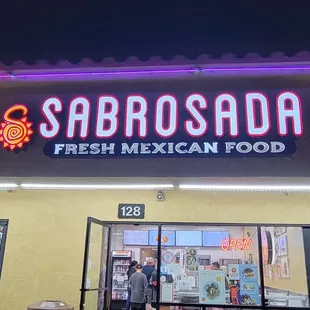 SABROSADA
FRESH MEXICAN FOOD
128
OPEN